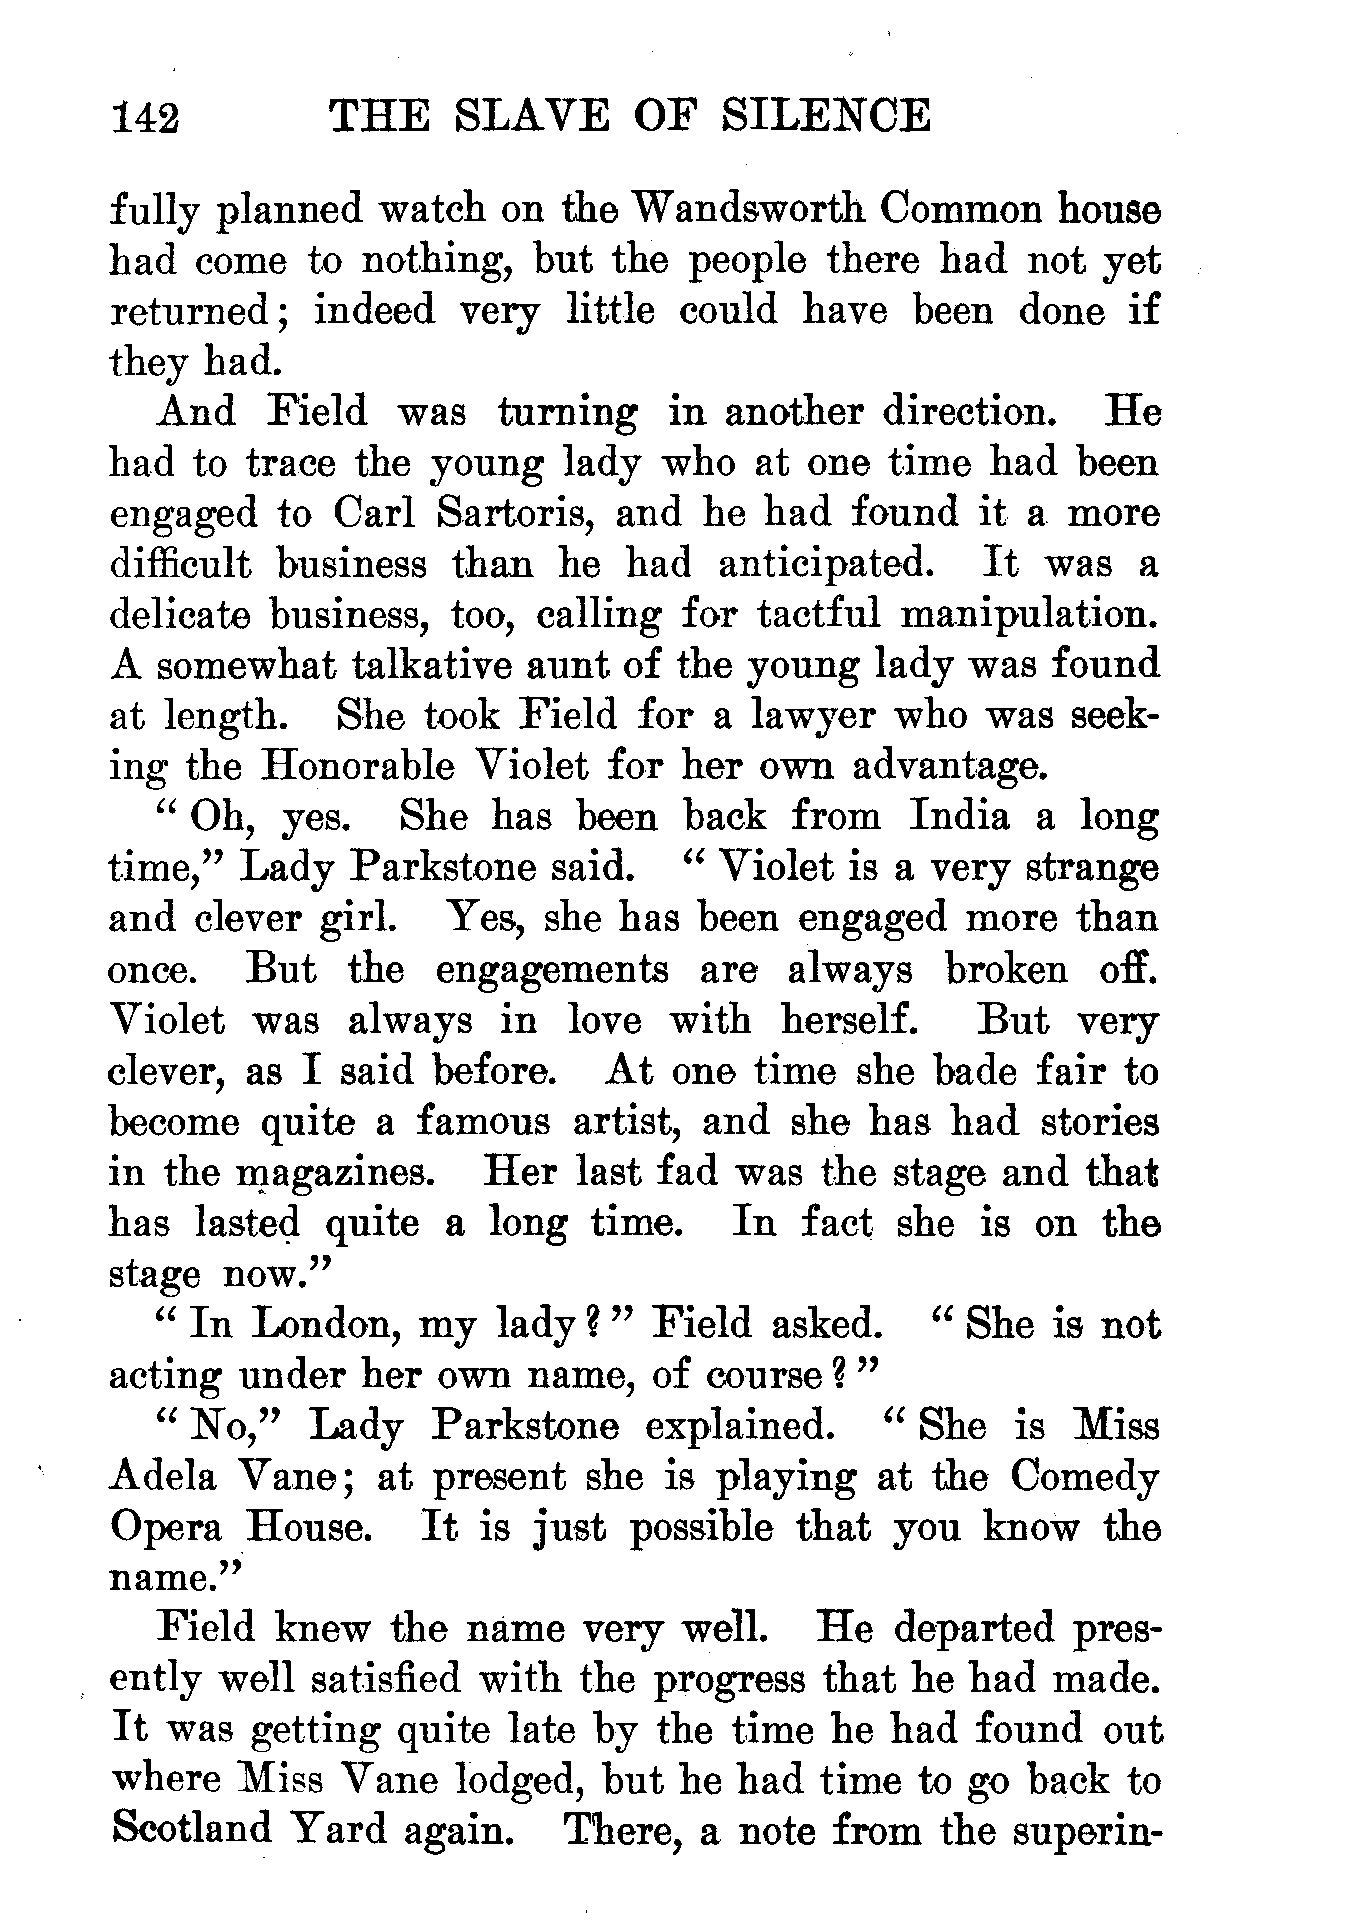 142 THE SLAVE OF SILENCE
fully planned watch on the Wandsworth Common house
had come to nothing, but the people there had not yet
returned; indeed very little could have been done if
they had.
And Field was turning in another direction. He
had to trace the young lady who at one time had been
engaged to Carl Sartoris, and he had found it a more
difficult business than he had anticipated. It was a
delicate business, too, calling for tactful manipulation.
A somewhat talkative aunt of the young lady was found
at length. She took Field for a lawyer who was seek-
ing the Honorable Violet for her own advantage.
“ Oh, yes. She has been back from India a long
time,” Lady Parkstone said. “ Violet is a very strange
and clever girl. Yes, she has been engaged more than
once. But the engagements are always broken off.
Violet was always in love with herself. But very
clever, as I said before. At one time she bade fair to
become quite a famous artist, and she has had stories
in the magazines. Her last fad was the stage and that
has lasted quite a long time. In fact she is on the
stage now.”
“ In London, my lady? ” Field asked. “ She is not
acting under her own name, of course? ”
“ No,” Lady Parkstone explained. “ She is Miss
Adela Vane; at present she is playing at the Comedy
Opera House. It is just possible that you know the
name.”
Field knew the name very well. He departed pres-
ently well satisfied with the progress that he had made.
It was getting quite late by the time he had found out
where Miss Vane lodged, but he had time to go back to
Scotland Yard again. There, a note from the superin-